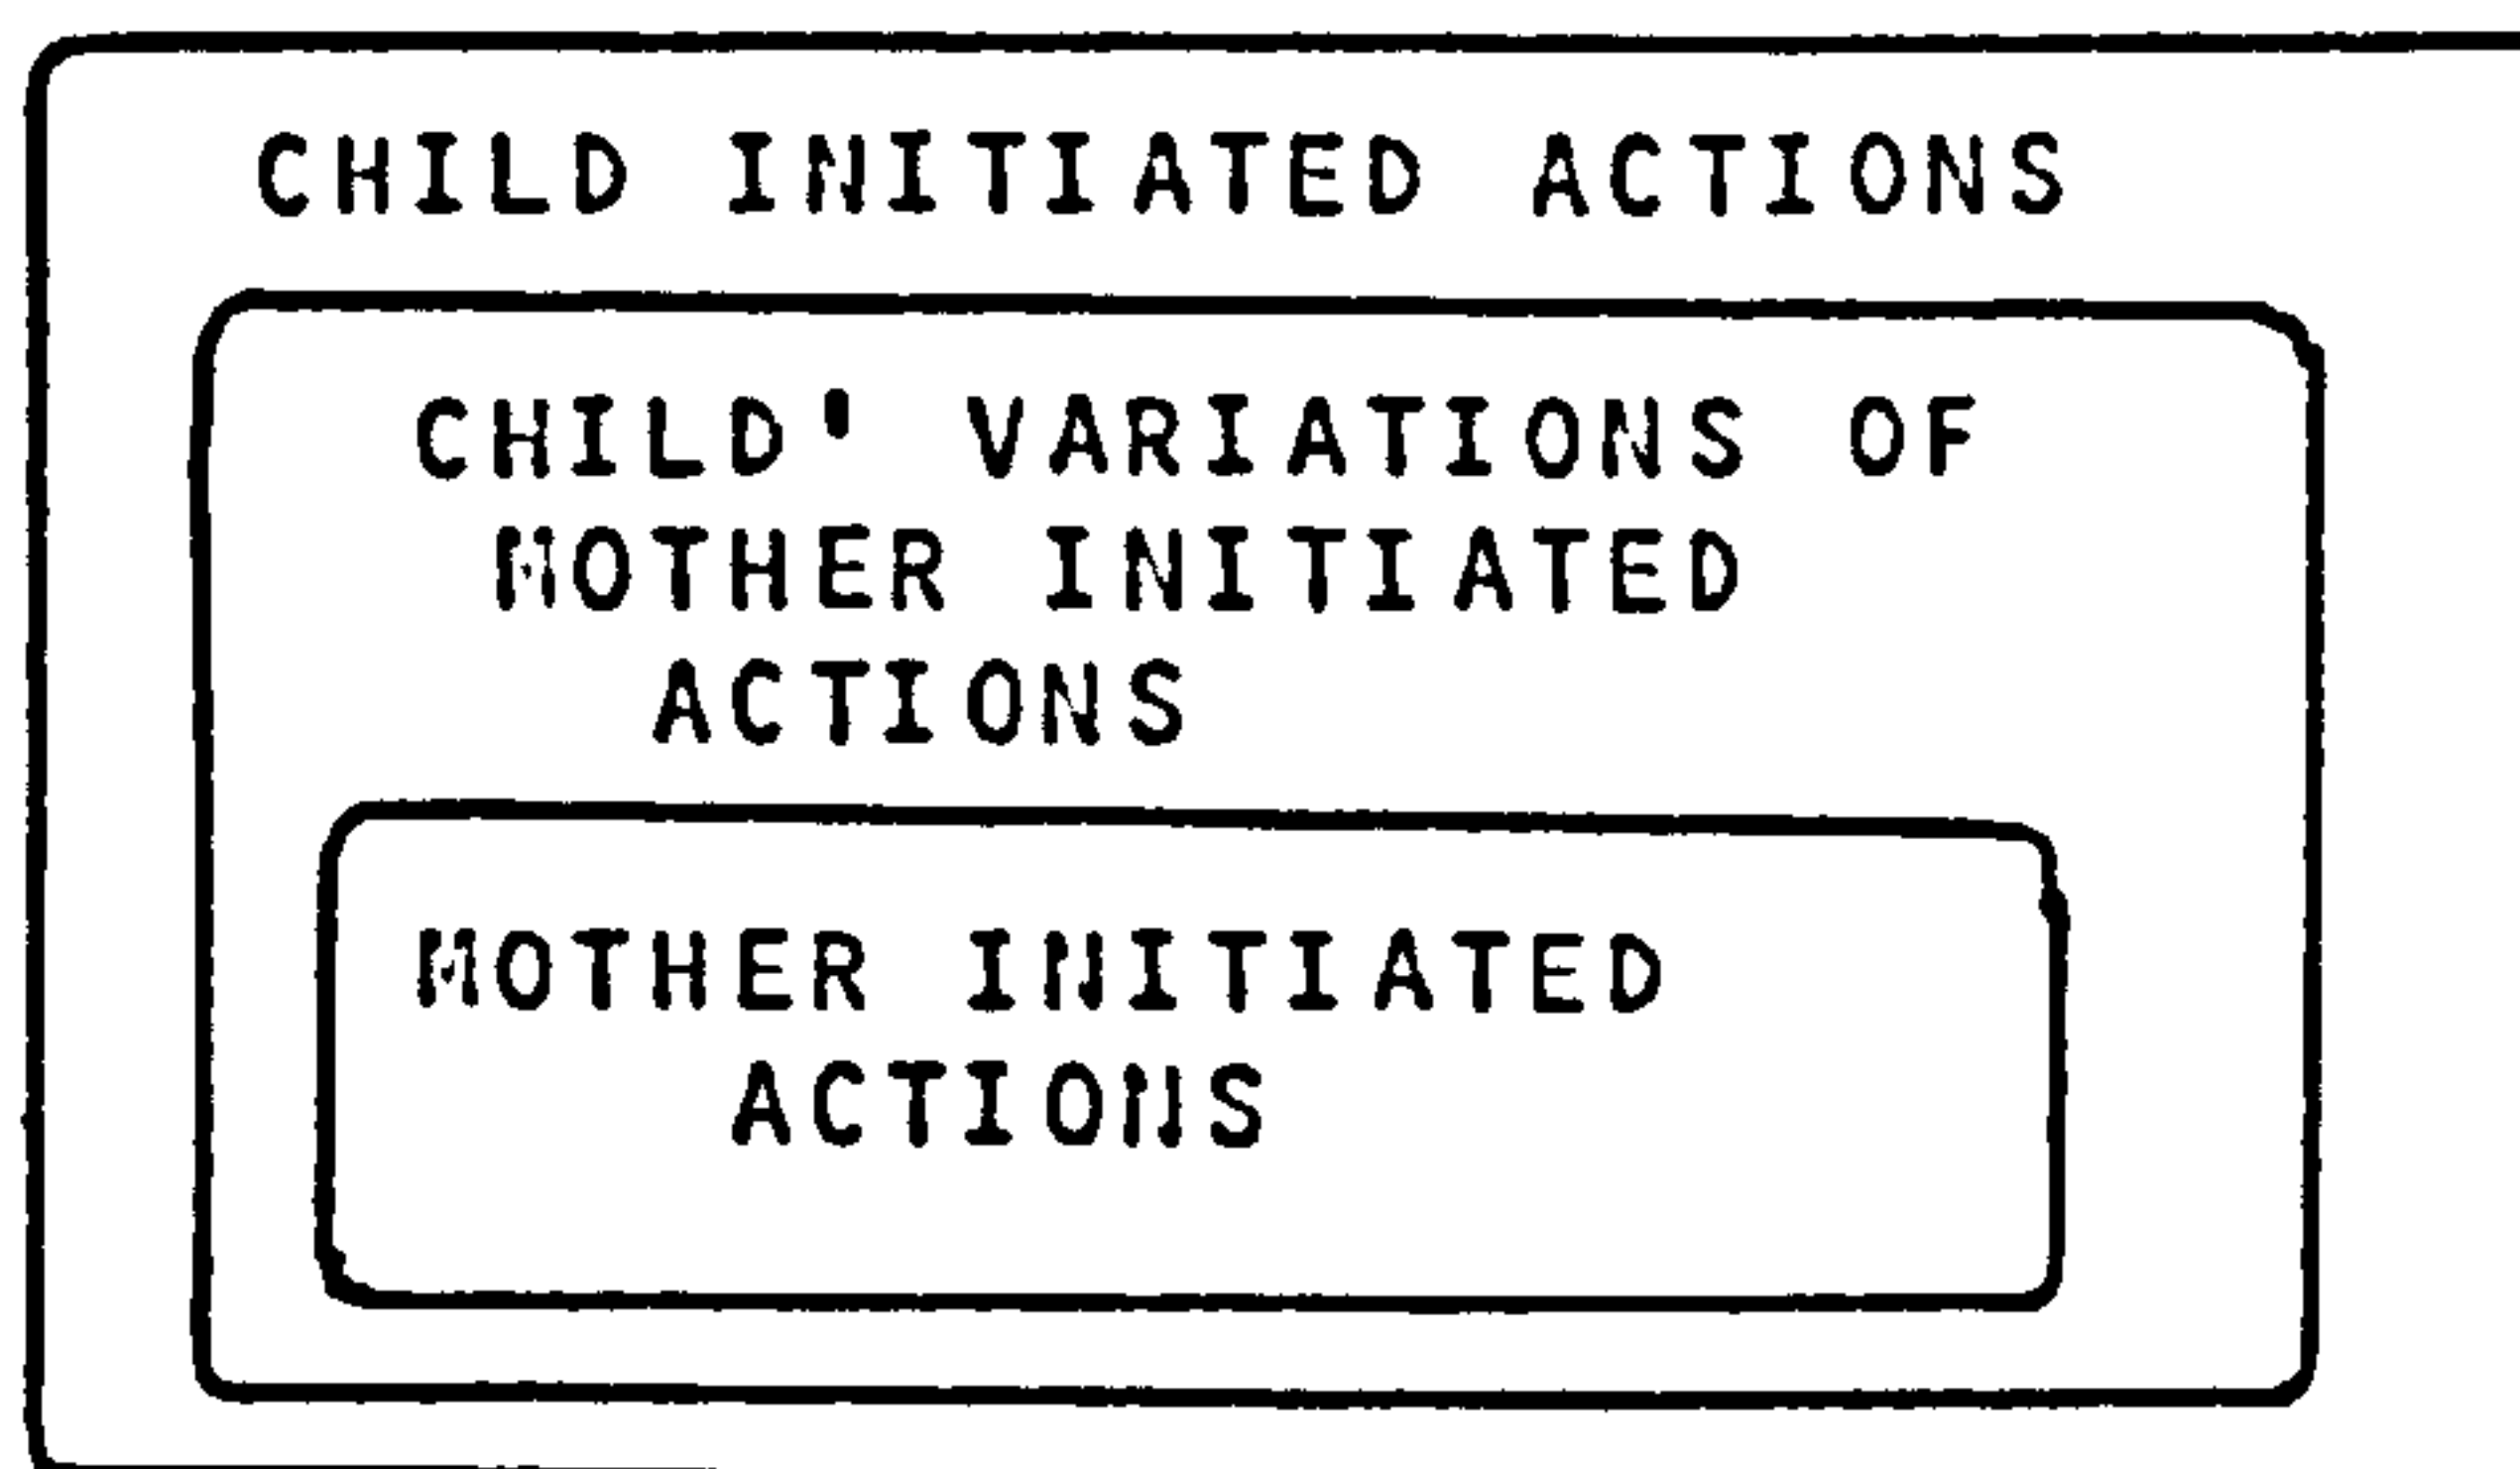 CHILD INITIATED ACTIONS
CHILD' VARIATIONS OF
MOTHER INITIATED
ACTIONS
MOTHER INITIATED
ACTIONS